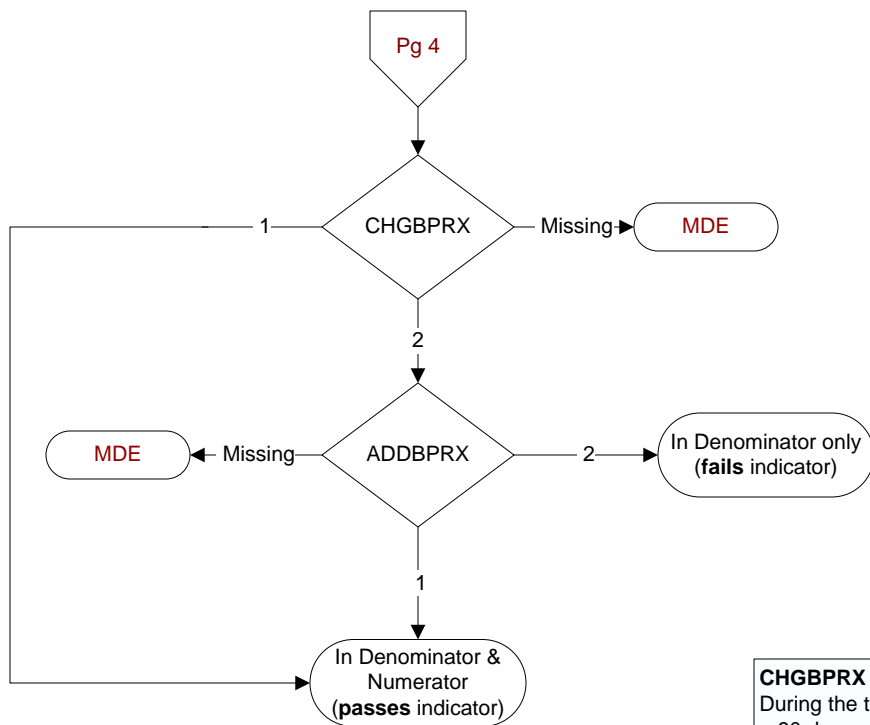 Pg 4
1
CHGBPRX
Missing
MDE
2
MDE
Missing
ADDBPRX
2
In Denominator only
(fails indicator)
1
In Denominator &
Numerator
(passes indicator)
CHGBPRX
During the t